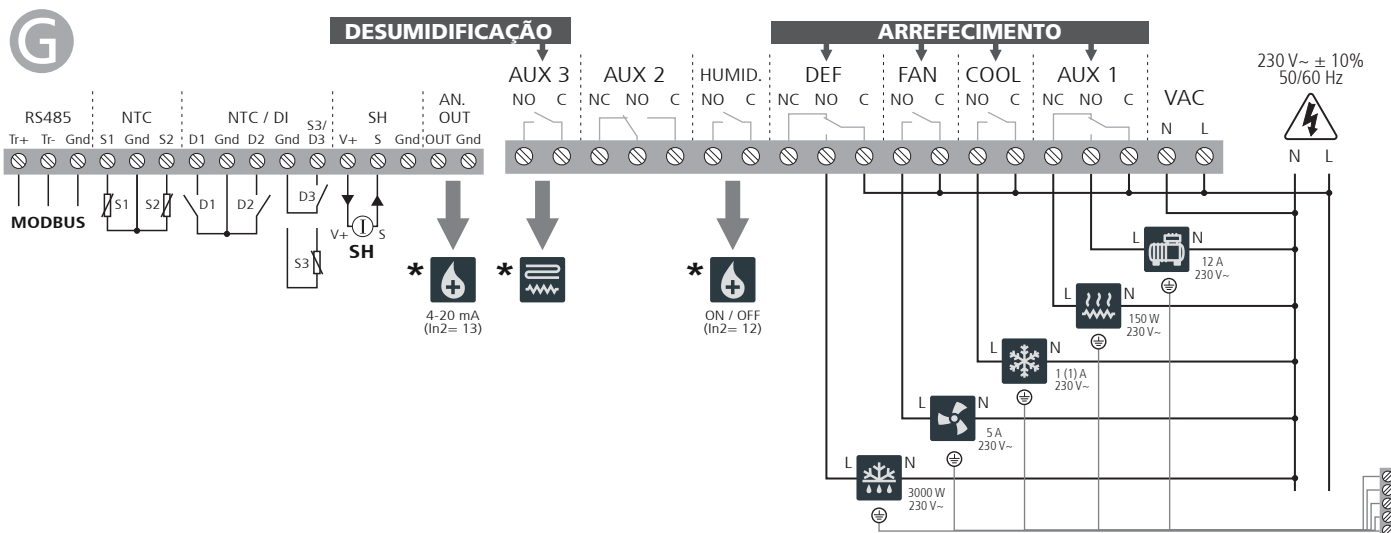 G
DESUMIDIFICAÇÃO
ARREFECIMENTO
RS485
NTC
NTC / DI
SH
AN. OUT
AUX 3
AUX 2
HUMID.
DEF
FAN
COOL
AUX 1
VAC
230 V~ ± 10%
50/60 Hz
Tr+ Tr- Gnd
S1 Gnd S2
D1 Gnd D2 Gnd S3/ D3
V+ S Gnd
OUT Gnd
NO C
NC NO C
NO C
NC NO C
NO C
NO C
NC NO C
N L
N L
MODBUS
S1 S2
D1 D2
D3
S3
V+ S
SH
*
4-20 mA
(In2= 13)
*
*
ON / OFF
(In2= 12)
L N
12 A
230 V~
L N
150 W
230 V~
L N
1 (1) A
230 V~
L N
5 A
230 V~
L N
3000 W
230 V~